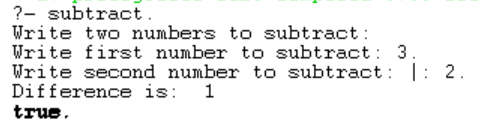 ?- subtract.
Write two numbers to subtract:
Write first number to subtract: 3.
Write second number to subtract: |: 2.
Difference is:  1
true.